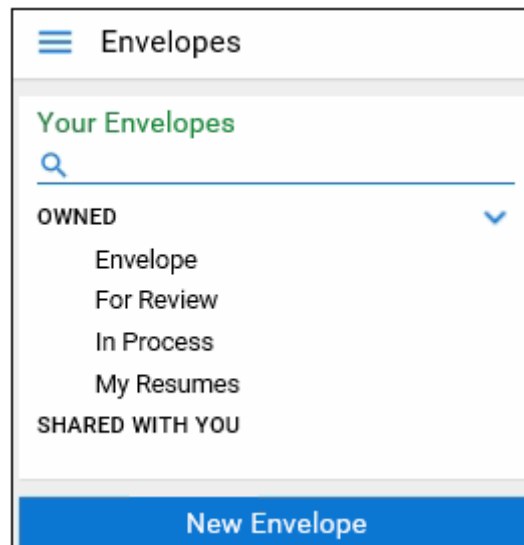 Envelopes
Your Envelopes
OWNED
Envelope
For Review
In Process
My Resumes
SHARED WITH YOU
New Envelope